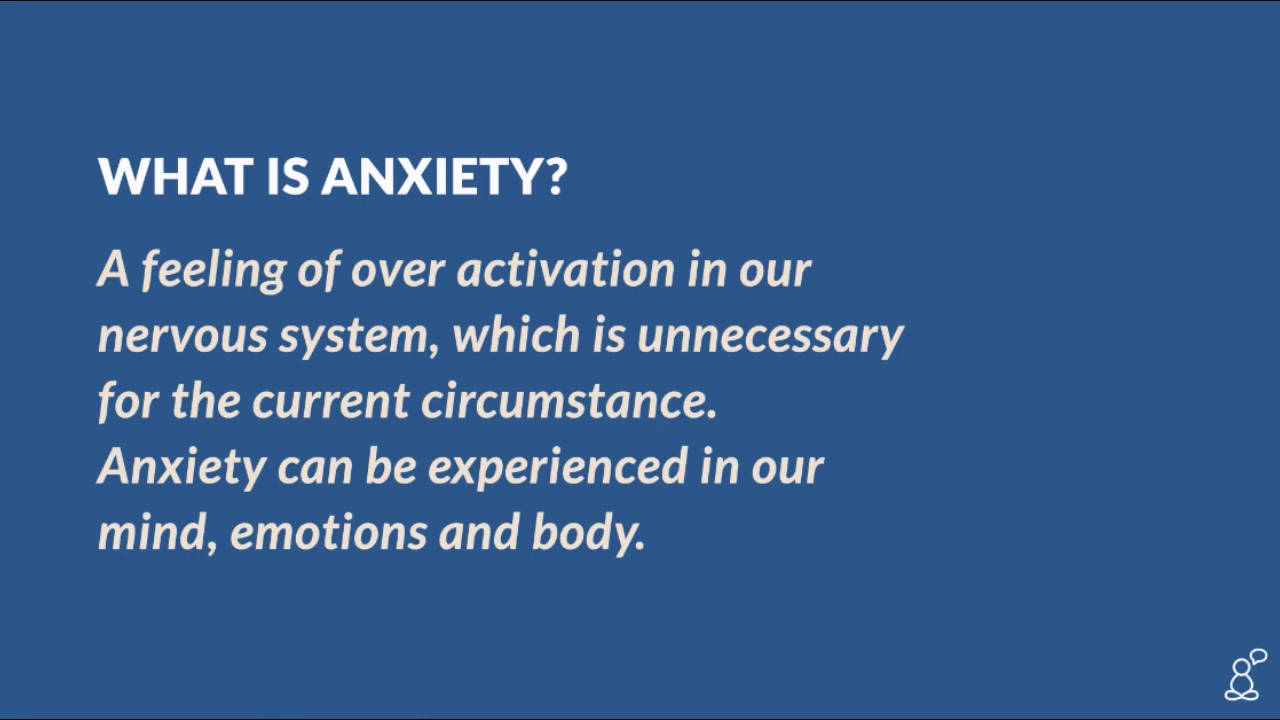 WHAT IS ANXIETY?
A feeling of over activation in our
nervous system, which is unnecessary
for the current circumstance.
Anxiety can be experienced in our
mind, emotions and body.